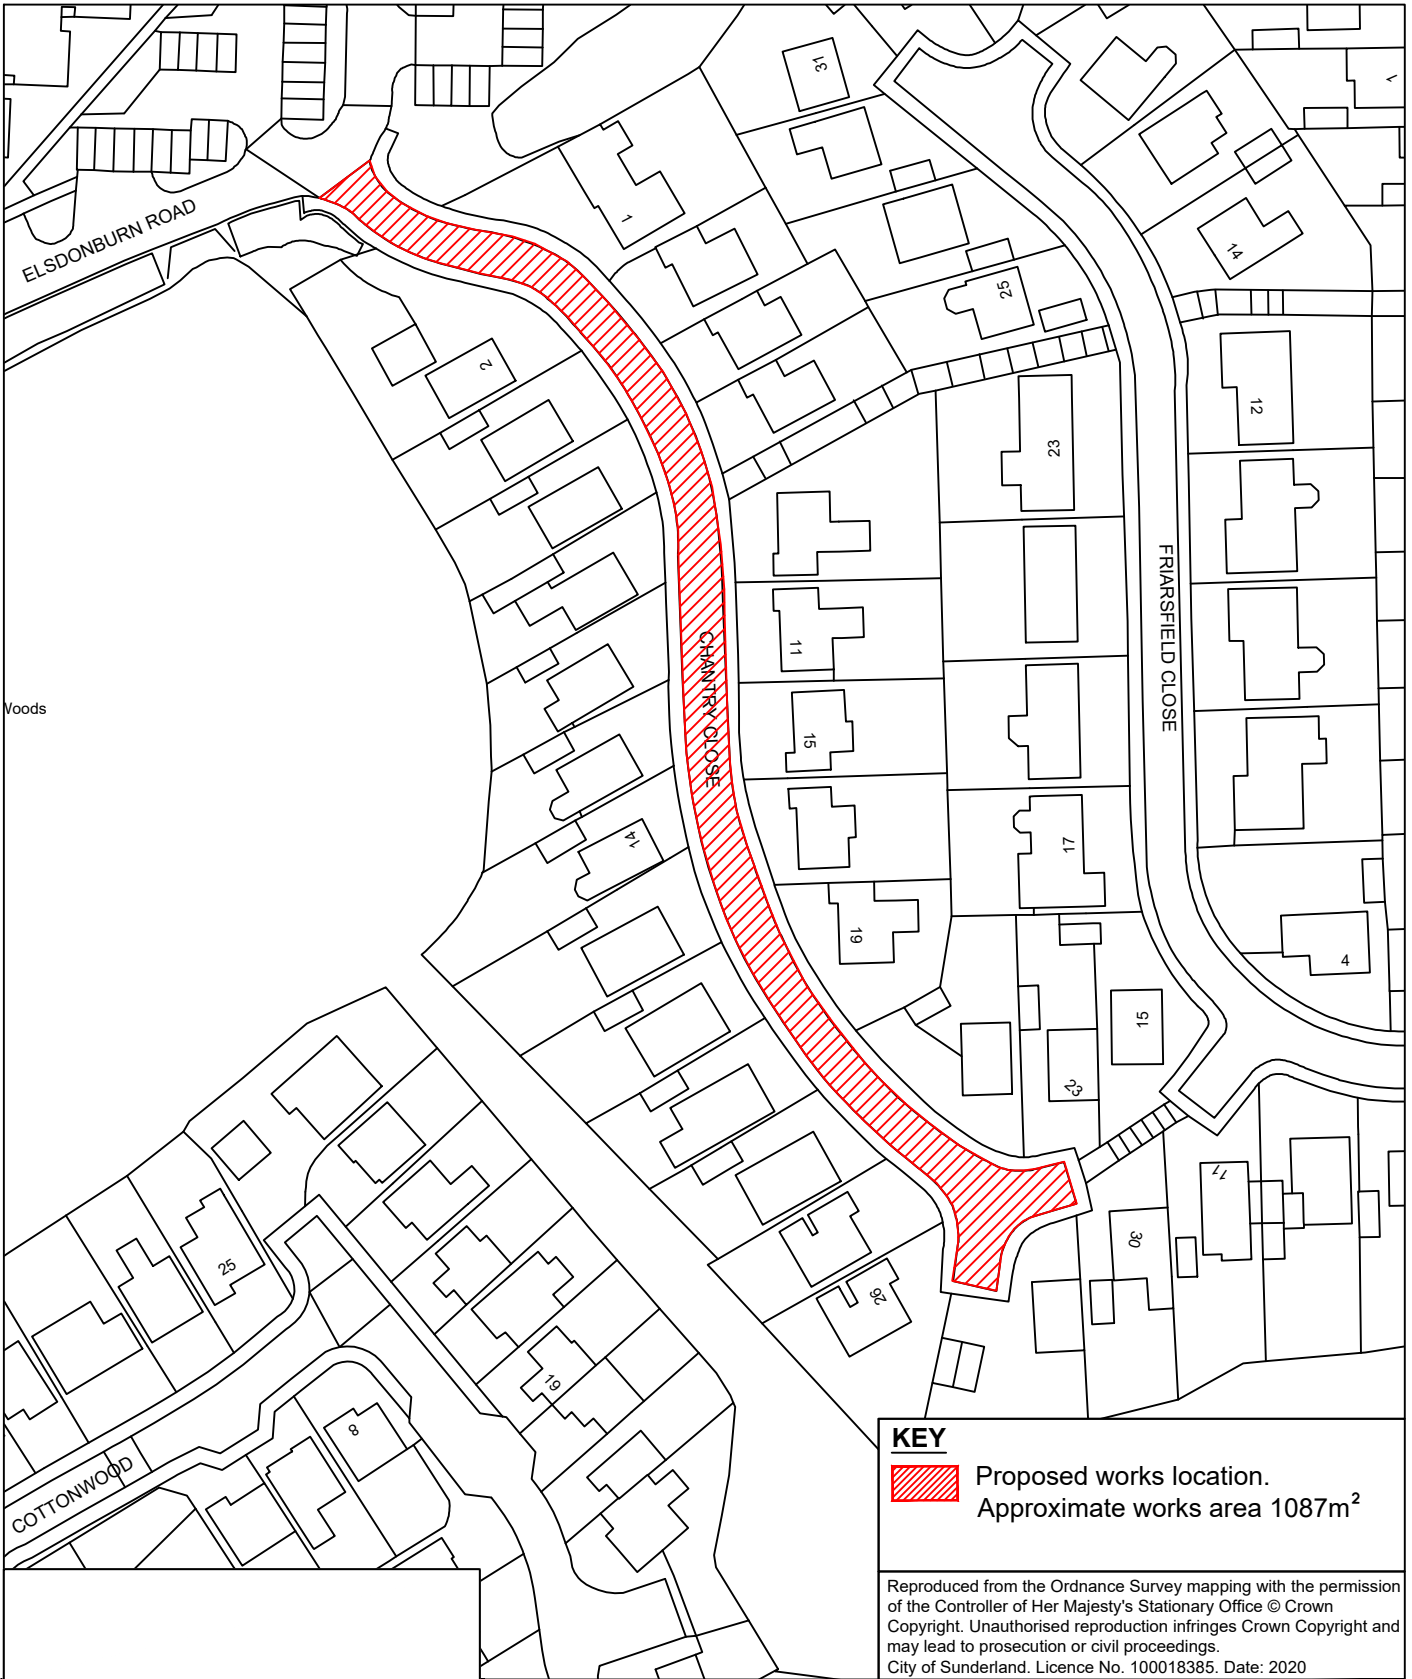 31
1
1
ELSDONBURN ROAD
14
25
2
12
23
FRIARSFIELD CLOSE
CHANTRY CLOSE
11
Woods
15
14
17
19
4
15
23
11
30
25
26
19
8
COTTONWOOD
KEY
Proposed works location.
Approximate works area 1087m²
Reproduced from the Ordnance Survey mapping with the permission
of the Controller of Her Majesty's Stationary Office © Crown
Copyright. Unauthorised reproduction infringes Crown Copyright and
may lead to prosecution or civil proceedings.
City of Sunderland. Licence No. 100018385. Date: 2020